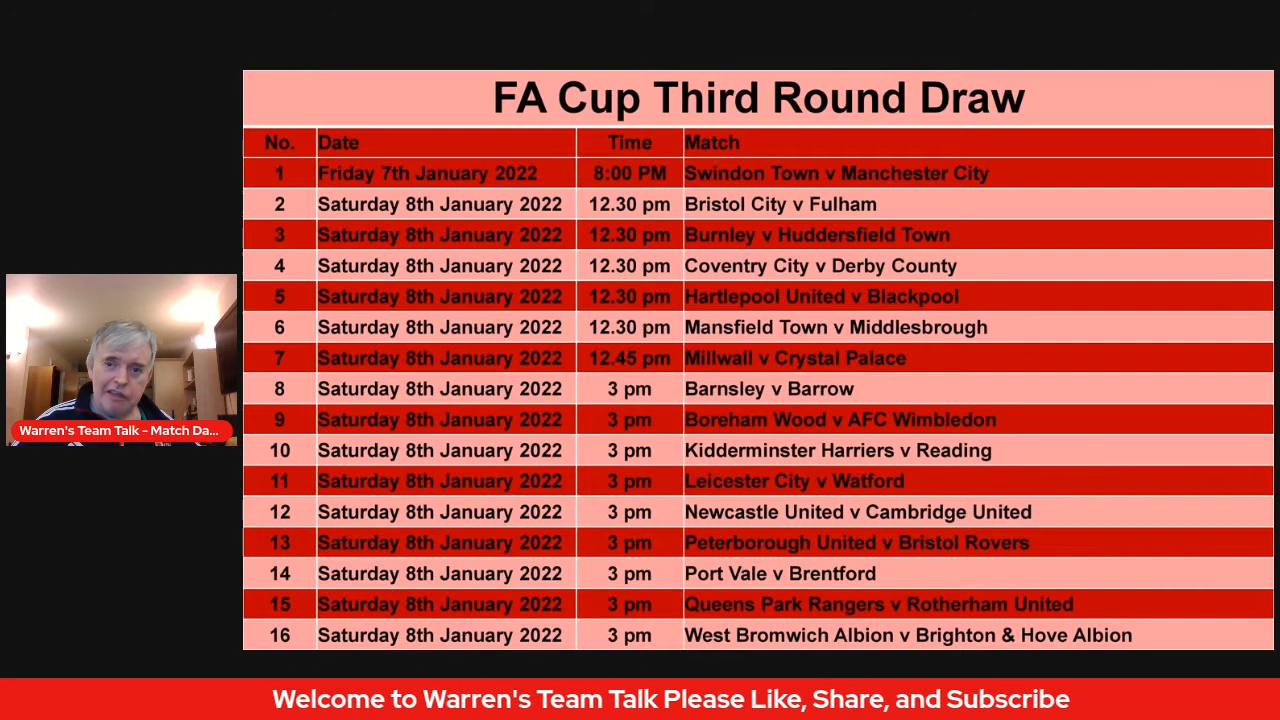 FA Cup Third Round Draw
No. Date Time Match
1 Friday 7th January 2022 8:00 PM Swindon Town v Manchester City
2 Saturday 8th January 2022 12.30 pm Bristol City v Fulham
3 Saturday 8th January 2022 12.30 pm Burnley v Huddersfield Town
4 Saturday 8th January 2022 12.30 pm Coventry City v Derby County
5 Saturday 8th January 2022 12.30 pm Hartlepool United v Blackpool
6 Saturday 8th January 2022 12.30 pm Mansfield Town v Middlesbrough
7 Saturday 8th January 2022 12.45 pm Millwall v Crystal Palace
8 Saturday 8th January 2022 3 pm Barnsley v Barrow
9 Saturday 8th January 2022 3 pm Boreham Wood v AFC Wimbledon
10 Saturday 8th January 2022 3 pm Kidderminster Harriers v Reading
11 Saturday 8th January 2022 3 pm Leicester City v Watford
12 Saturday 8th January 2022 3 pm Newcastle United v Cambridge United
13 Saturday 8th January 2022 3 pm Peterborough United v Bristol Rovers
14 Saturday 8th January 2022 3 pm Port Vale v Brentford
15 Saturday 8th January 2022 3 pm Queens Park Rangers v Rotherham United
16 Saturday 8th January 2022 3 pm West Bromwich Albion v Brighton & Hove Albion
Warren's Team Talk - Match Da...
Welcome to Warren's Team Talk Please Like, Share, and Subscribe